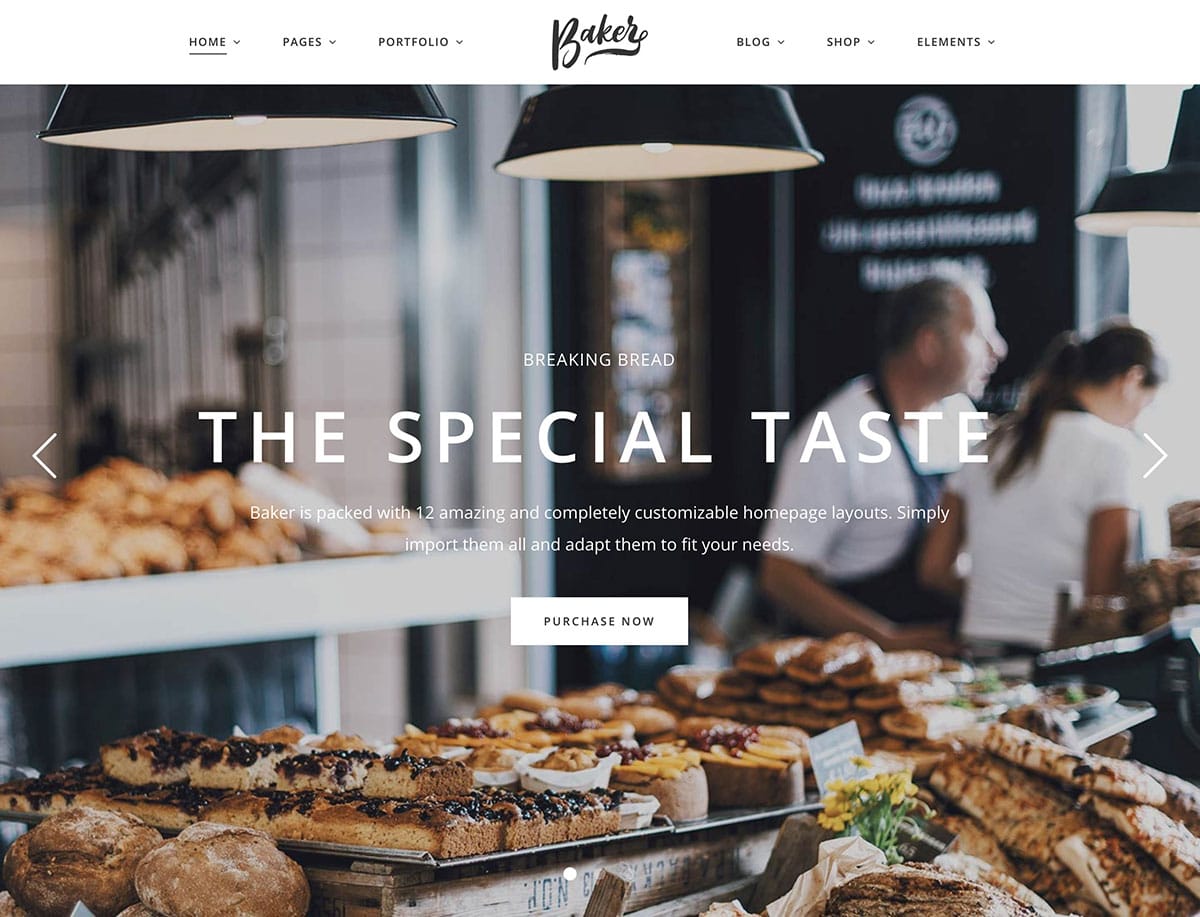 HOME
PAGES
PORTFOLIO
Baker
BLOG
SHOP
ELEMENTS
BREAKING BREAD
THE SPECIAL TASTE
Baker is packed with 12 amazing and completely customizable homepage layouts. Simply
import them all and adapt them to fit your needs.
PURCHASE NOW